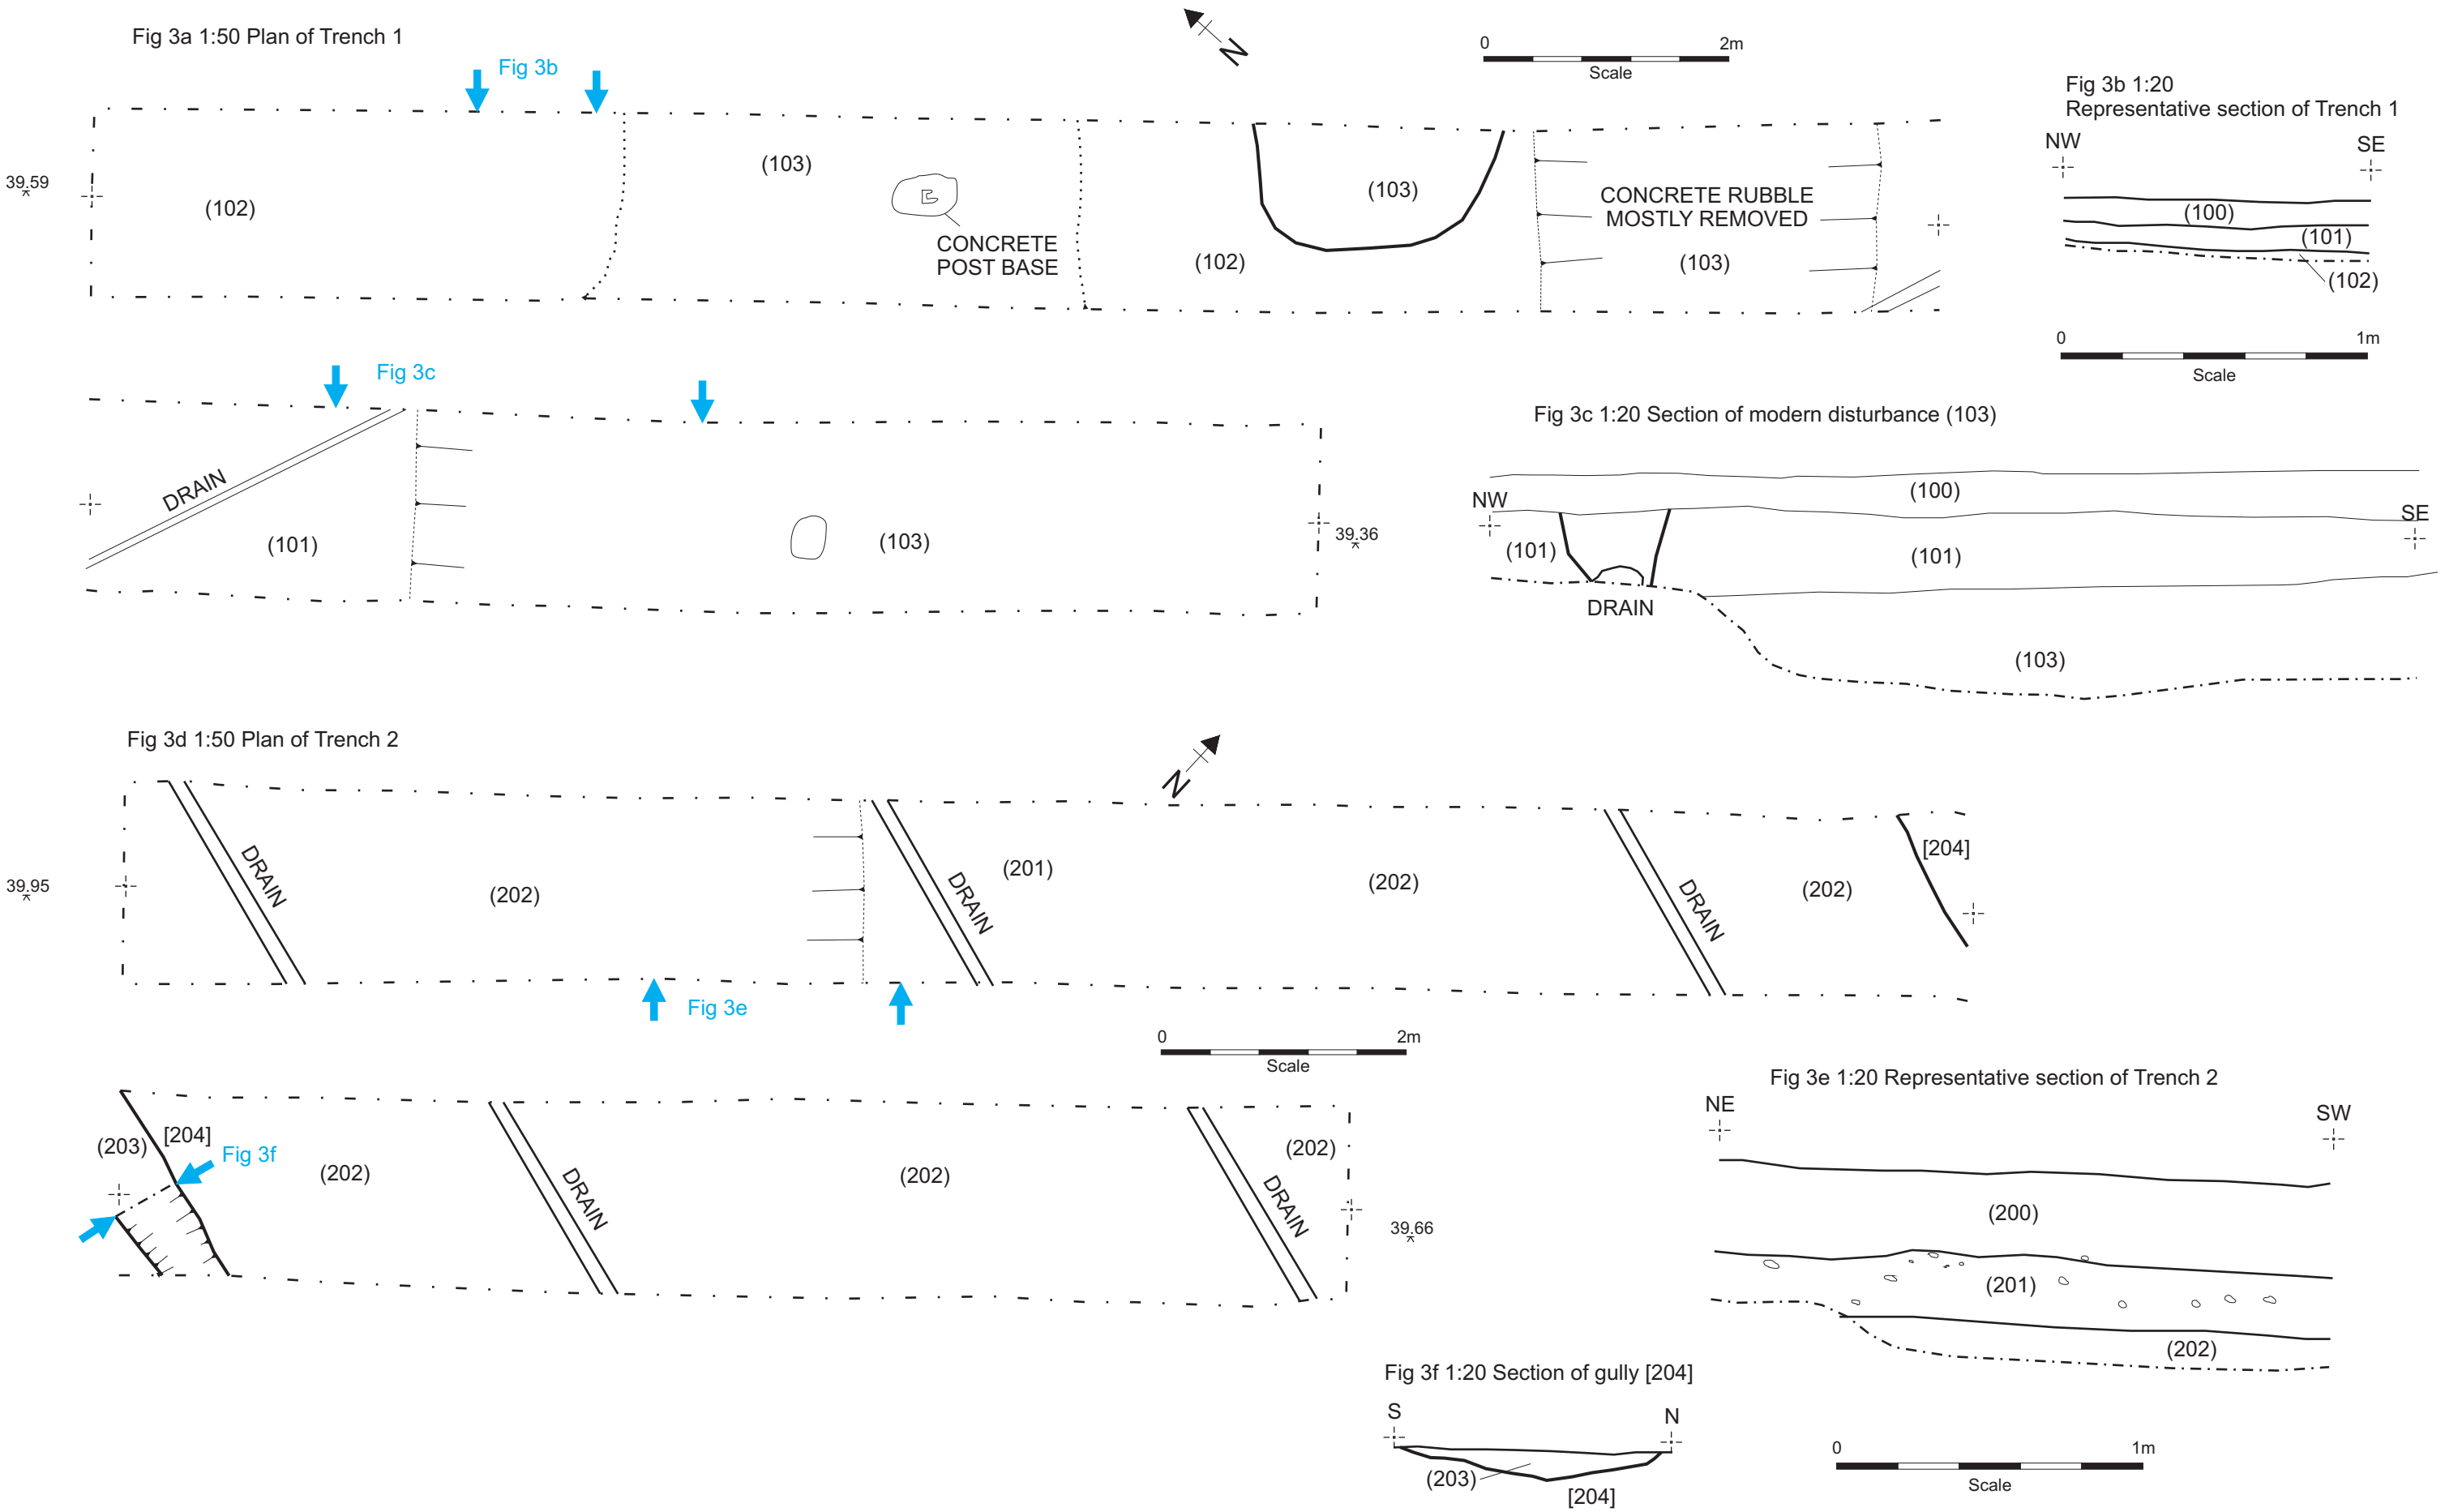 Fig 3a 1:50 Plan of Trench 1
N
0 2m
Scale
Fig 3b
39.59
(102)
(103)
CONCRETE
POST BASE
(102)
(103)
CONCRETE RUBBLE
MOSTLY REMOVED
(103)
Fig 3b 1:20
Representative section of Trench 1
NW SE
(100)
(101)
(102)
0 1m
Scale
Fig 3c
DRAIN
(101)
(103)
39.36
Fig 3c 1:20 Section of modern disturbance (103)
NW
SE
(100)
(101)
(101)
DRAIN
(103)
Fig 3d 1:50 Plan of Trench 2
N
39.95
DRAIN
(202)
DRAIN
(201)
(202)
DRAIN
(202)
[204]
Fig 3e
0 2m
Scale
(203)
[204]
Fig 3f
(202)
DRAIN
(202)
DRAIN
(202)
39.66
Fig 3e 1:20 Representative section of Trench 2
NE SW
(200)
(201)
(202)
Fig 3f 1:20 Section of gully [204]
S N
(203)
[204]
0 1m
Scale